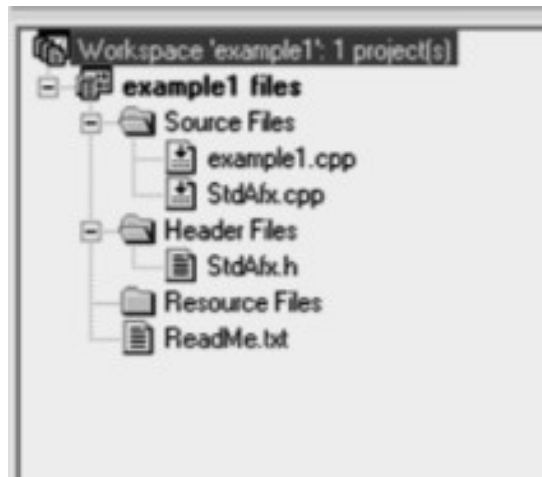 Workspace 'example1': 1 project(s)
example1 files
Source Files
example1.cpp
StdAfx.cpp
Header Files
StdAfx.h
Resource Files
ReadMe.txt